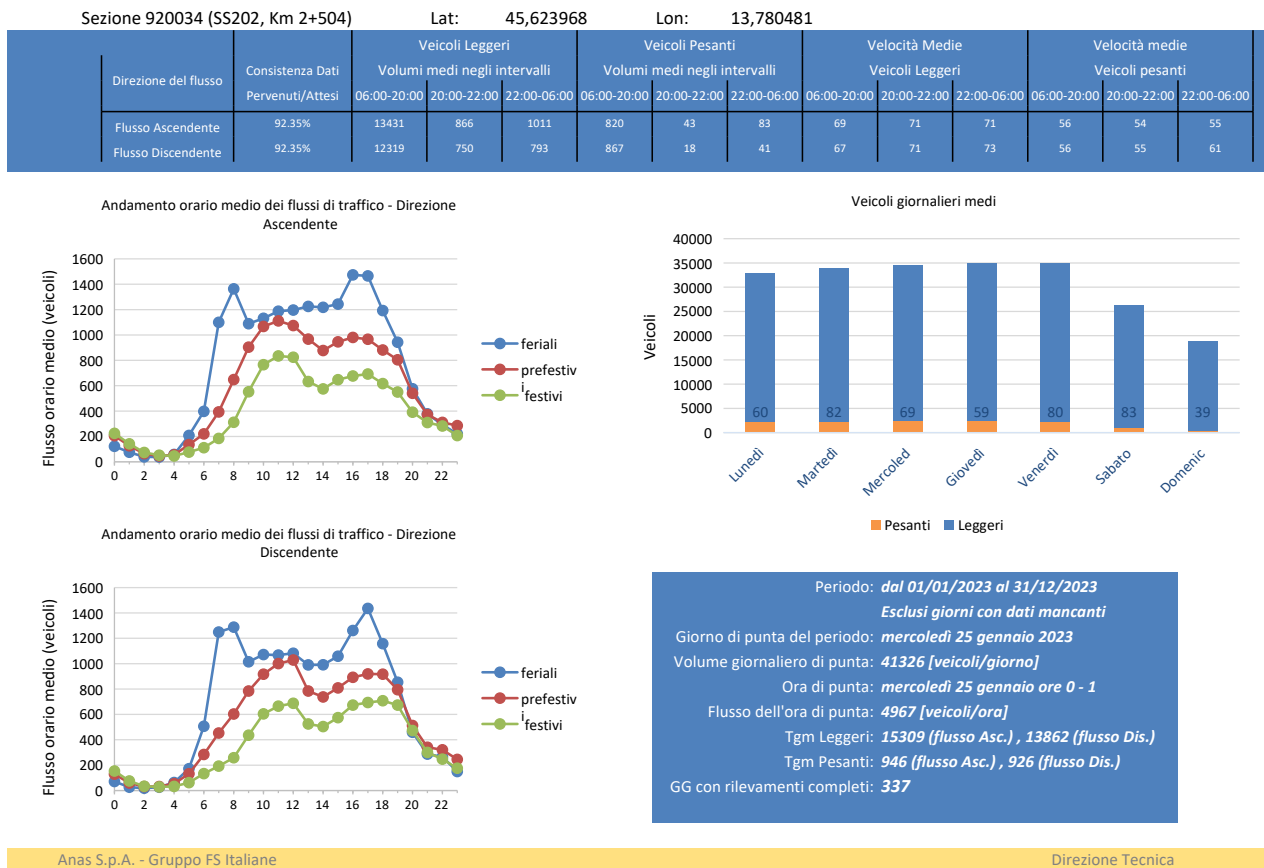 Sezione 920034 (SS202, Km 2+504) Lat: 45,623968 Lon: 13,780481
Veicoli Leggeri Veicoli Pesanti Velocità Medie Velocità medie
Direzione del flusso Consistenza Dati Volumi medi negli intervalli Volumi medi negli intervalli Veicoli Leggeri Veicoli pesanti
Pervenuti/Attesi 06:00-20:00 20:00-22:00 22:00-06:00 06:00-20:00 20:00-22:00 22:00-06:00 06:00-20:00 20:00-22:00 22:00-06:00 06:00-20:00 20:00-22:00 22:00-06:00
Flusso Ascendente 92.35% 13431 866 1011 820 43 83 69 71 71 56 54 55
Flusso Discendente 92.35% 12319 750 793 867 18 41 67 71 73 56 55 61
Andamento orario medio dei flussi di traffico - Direzione
Ascendente
Flusso orario medio (veicoli)
1600
1400
1200
1000
800
600
400
200
0
0 2 4 6 8 10 12 14 16 18 20 22
feriali
prefestiv
i
festivi
Veicoli giornalieri medi
Veicoli
40000
35000
30000
25000
20000
15000
10000
5000
0
60 82 69 59 80 83 39
Lunedì Martedì Mercoled Giovedì Venerdì Sabato Domenic
Pesanti Leggeri
Andamento orario medio dei flussi di traffico - Direzione
Discendente
Flusso orario medio (veicoli)
1600
1400
1200
1000
800
600
400
200
0
0 2 4 6 8 10 12 14 16 18 20 22
feriali
prefestiv
i
festivi
Periodo: dal 01/01/2023 al 31/12/2023
Esclusi giorni con dati mancanti
Giorno di punta del periodo: mercoledì 25 gennaio 2023
Volume giornaliero di punta: 41326 [veicoli/giorno]
Ora di punta: mercoledì 25 gennaio ore 0 - 1
Flusso dell'ora di punta: 4967 [veicoli/ora]
Tgm Leggeri: 15309 (flusso Asc.) , 13862 (flusso Dis.)
Tgm Pesanti: 946 (flusso Asc.) , 926 (flusso Dis.)
GG con rilevamenti completi: 337
Anas S.p.A. - Gruppo FS Italiane Direzione Tecnica